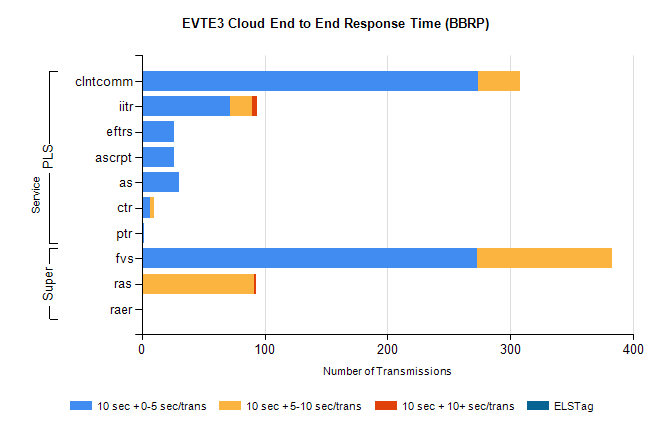 EVTE3 Cloud End to End Response Time (BBRP)
Service
PLS
Super
clntcomm
iitr
eftrs
ascrpt
as
ctr
ptr
fvs
ras
raer
0 100 200 300 400
Number of Transmissions
10 sec +0-5 sec/trans 10 sec +5-10 sec/trans 10 sec + 10+ sec/trans ELSTag